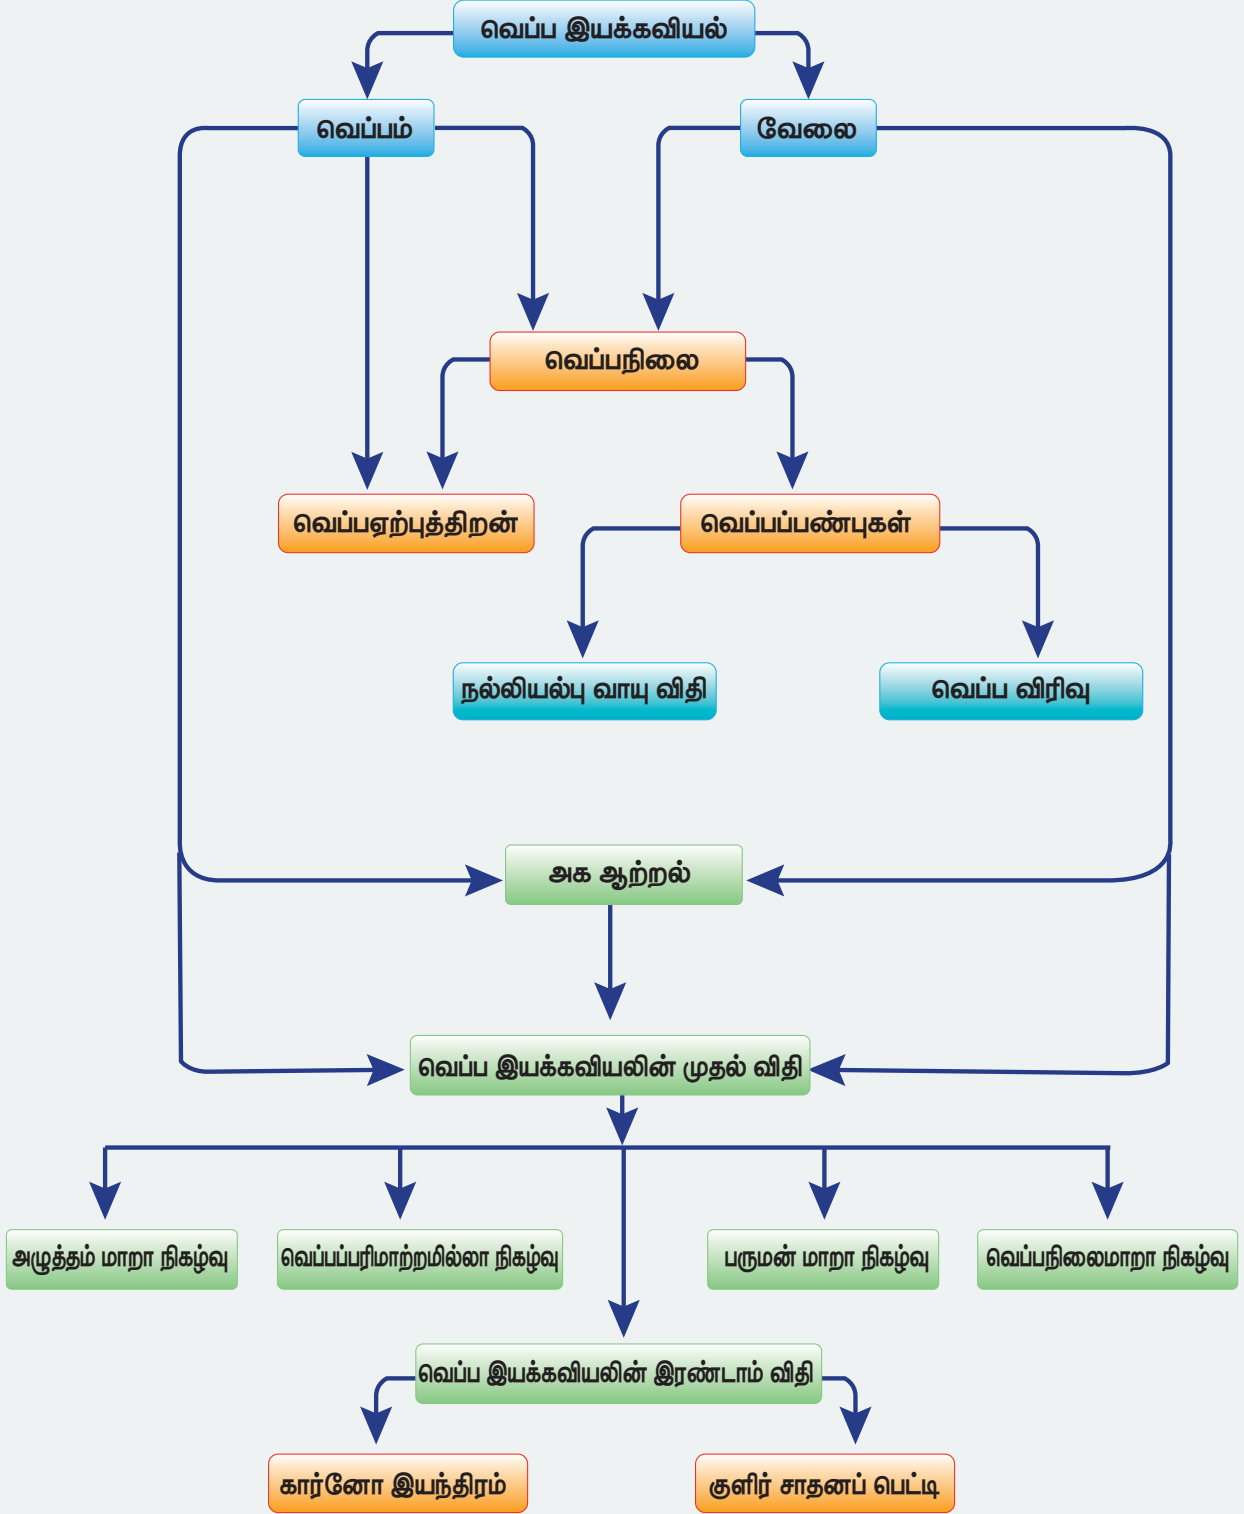 வெப்ப இயக்கவியல்
வெப்பம்
வேலை
வெப்பநிலை
வெப்பஏற்புத்திறன்
வெப்பப்பண்புகள்
நல்லியல்பு வாயு விதி
வெப்ப விரிவு
அக ஆற்றல்
வெப்ப இயக்கவியலின் முதல் விதி
அழுத்தம் மாறா நிகழ்வு
வெப்பப்பரிமாற்றமில்லா நிகழ்வு
பருமன் மாறா நிகழ்வு
வெப்பநிலைமாறா நிகழ்வு
வெப்ப இயக்கவியலின் இரண்டாம் விதி
கார்னோ இயந்திரம்
குளிர் சாதனப் பெட்டி